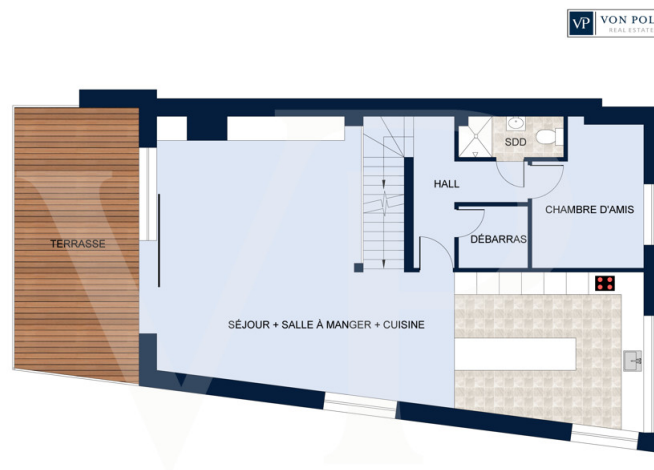 VP VON POL
REAL ESTATE
SDD
HALL
CHAMBRE D'AMIS
TERRASSE
DÉBARRAS
SÉJOUR + SALLE À MANGER + CUISINE